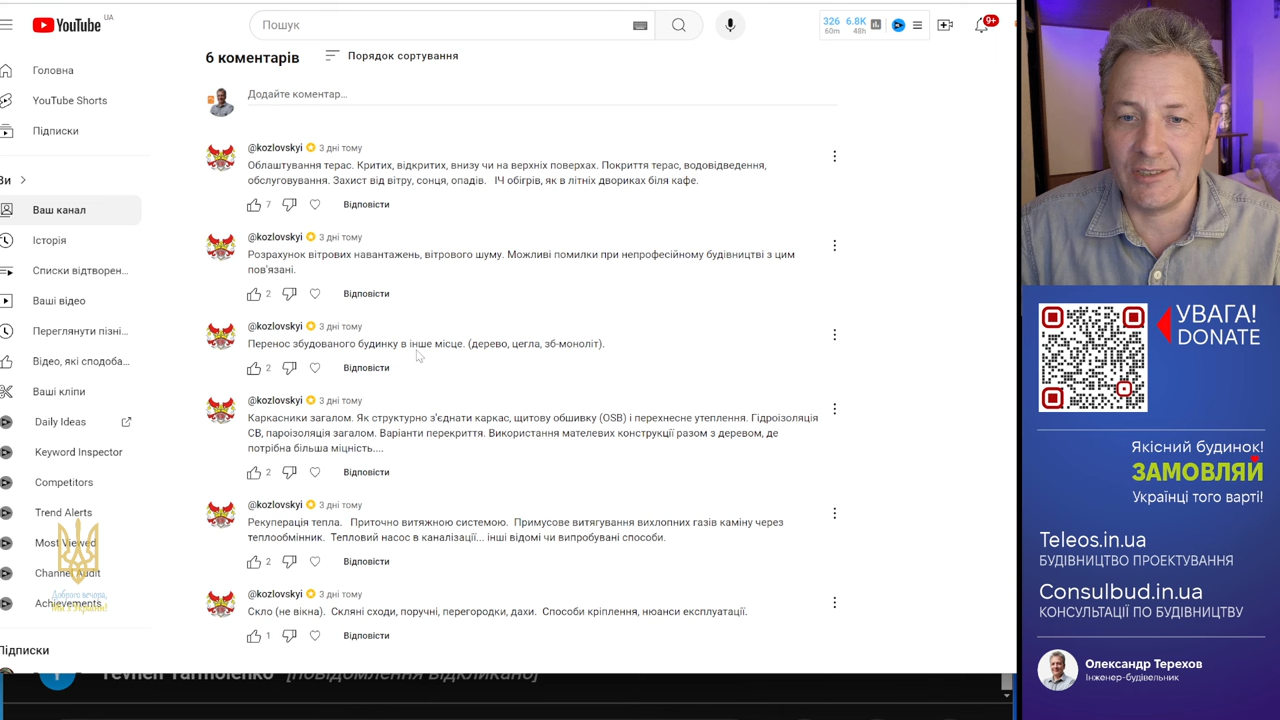 YouTube UA
Пошук
326 6.8K
60m 48h
9+
6 коментарів
Порядок сортування
Додайте коментар...
Головна
YouTube Shorts
Підписки
Ви
Ваш канал
Історія
Списки відтворен...
Ваші відео
Переглянути пізні...
Відео, які сподоба...
Ваші кліпи
Daily Ideas
Keyword Inspector
Competitors
Trend Alerts
Most Viewed
Channel Audit
Achievements
Підписки
Доброго вечора,
ми з України!
@kozlovskyi 3 дні тому
Облаштування терас. Критих, відкритих, внизу чи на верхніх поверхах. Покриття терас, водовідведення,
обслуговування. Захист від вітру, сонця, опадів. ІЧ обігрів, як в літніх двориках біля кафе.
7 Відповісти
@kozlovskyi 3 дні тому
Розрахунок вітрових навантажень, вітрового шуму. Можливі помилки при непрофесійному будівництві з цим
пов'язані.
2 Відповісти
@kozlovskyi 3 дні тому
Перенос збудованого будинку в інше місце. (дерево, цегла, зб-моноліт).
2 Відповісти
@kozlovskyi 3 дні тому
Каркасники загалом. Як структурно з'єднати каркас, щитову обшивку (OSB) і перехнесне утеплення. Гідроізоляція
СВ, пароізоляція загалом. Варіанти перекриття. Використання мателевих конструкції разом з деревом, де
потрібна більша міцність....
2 Відповісти
@kozlovskyi 3 дні тому
Рекуперація тепла. Приточно витяжною системою. Примусове витягування вихлопних газів каміну через
теплообмінник. Тепловий насос в каналізації... інші відомі чи випробувані способи.
2 Відповісти
@kozlovskyi 3 дні тому
Скло (не вікна). Скляні сходи, поручні, перегородки, дахи. Способи кріплення, нюанси експлуатації.
1 Відповісти
Yevhen Yarmolenko [повідомлення відкликано]
УВАГА!
DONATE
Якісний будинок!
ЗАМОВЛЯЙ
Українці того варті!
Teleos.in.ua
БУДІВНИЦТВО ПРОЕКТУВАННЯ
Consulbud.in.ua
КОНСУЛЬТАЦІЇ ПО БУДІВНИЦТВУ
Олександр Терехов
Інженер-будівельник